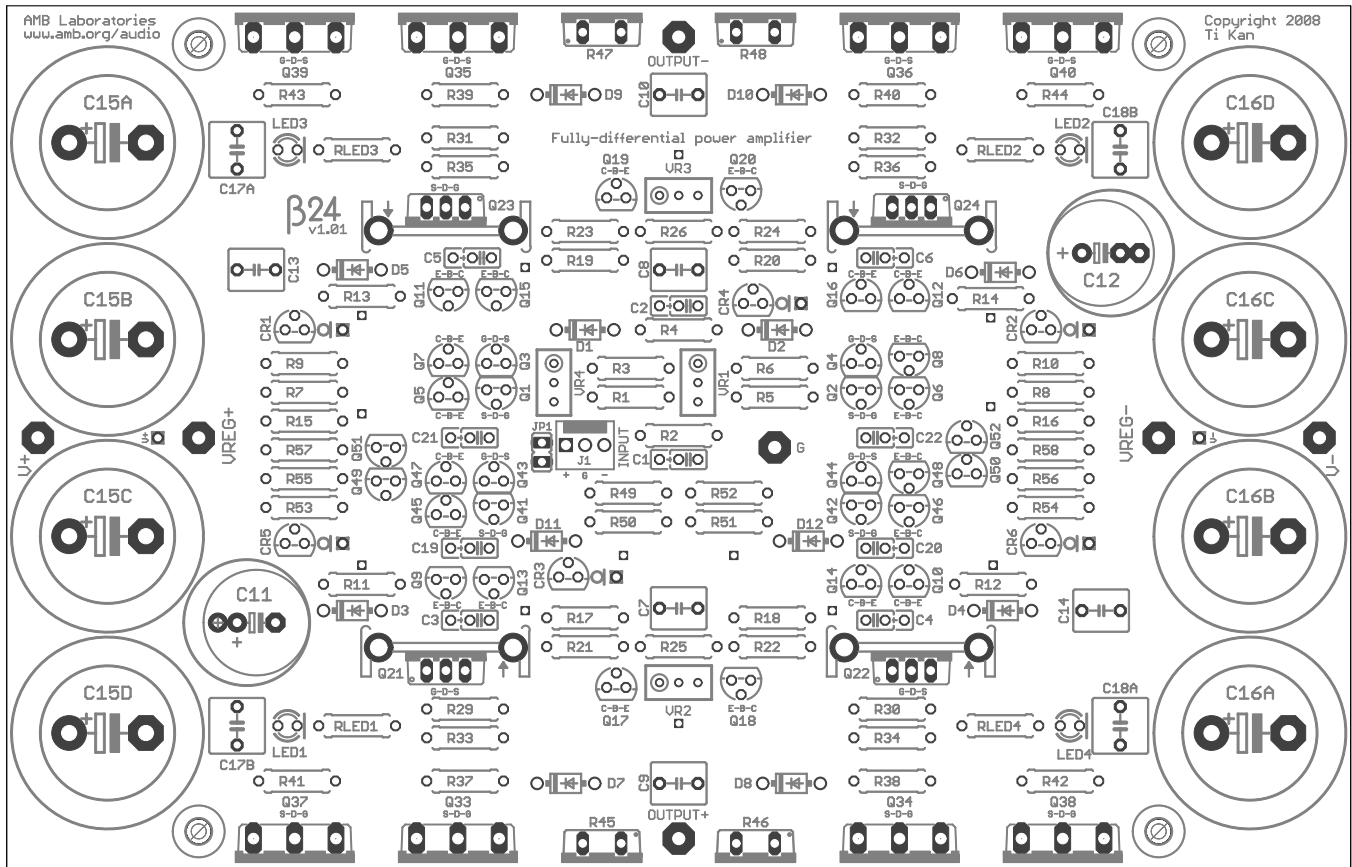 AMB Laboratories
www.amb.org/audio
Copyright 2008
Ti Kan
G-D-S
Q39
G-D-S
Q35
R47
OUTPUT-
R48
G-D-S
Q36
G-D-S
Q40
C15A
+
R43
R39
D9
C10
D10
R40
R44
C16D
+
LED3
RLED3
R31
Fully-differential power amplifier
R32
RLED2
LED2
C18B
C17A
R35
Q19
C-B-E
VR3
Q20
E-B-C
R36
S-D-G
Q23
S-D-G
Q24
β24
v1.01
R23
R26
R24
C13
C5
R19
C8
R20
C6
+
C12
D5
E-B-C
E-B-C
C-B-E
E-B-C
D6
C15B
+
R13
Q11
Q15
C2
CR4
Q16
Q12
R14
C16C
+
CR1
D1
R4
D2
CR2
C-B-E
G-D-S
G-D-S
E-B-C
R9
Q7
Q3
VR4
R3
VR1
R6
Q4
Q8
R10
R7
Q5
Q1
R1
R5
Q2
Q6
R8
C-B-E
S-D-G
S-D-G
C-B-E
R15
R16
V+
V+
VREG+
C21
JP1
INPUT
R2
G
C22
VREG-
V-
V-
R57
Q51
J1
C1
Q52
R58
+ G -
R55
Q49
C-B-E
Q47
G-D-S
Q43
G-D-S
Q44
E-B-C
Q48
Q50
R56
C15C
+
R53
Q45
Q41
R49
R52
Q42
Q46
R54
C16B
+
R50
R51
CR5
C-B-E
S-D-G
D11
D12
S-D-G
C-B-E
CR6
C19
C20
C11
+
R11
Q9
Q13
CR3
Q14
Q10
R12
D3
E-B-C
E-B-C
C7
C-B-E
E-B-C
D4
C14
C3
R17
R18
C4
Q21
R21
R25
R22
Q22
C15D
+
G-D-S
C-B-E
Q17
VR2
E-B-C
Q18
G-D-S
C16A
+
R29
R30
C17B
LED1
RLED1
R33
R34
RLED4
LED4
C18A
R41
R37
D7
C9
D8
R38
R42
Q37
S-D-G
Q33
S-D-G
R45
OUTPUT+
R46
Q34
S-D-G
Q38
S-D-G